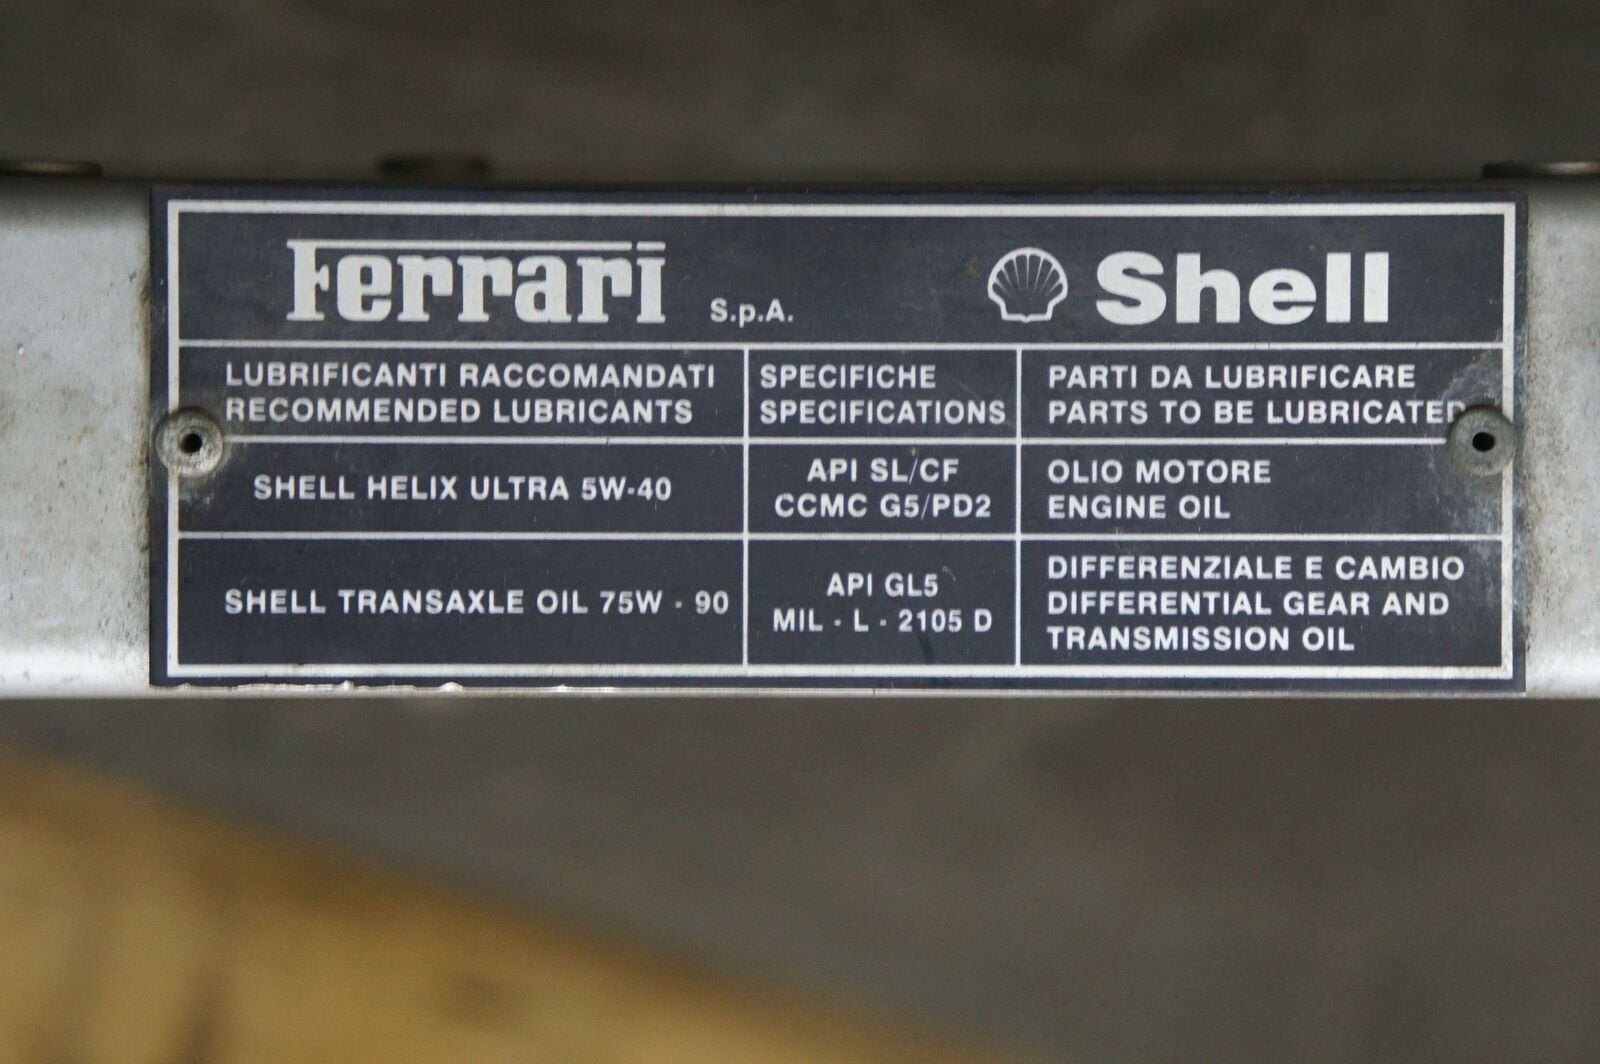 Ferrari S.p.A. Shell
LUBRIFICANTI RACCOMANDATI
RECOMMENDED LUBRICANTS
SPECIFICHE
SPECIFICATIONS
PARTI DA LUBRIFICARE
PARTS TO BE LUBRICATED
SHELL HELIX ULTRA 5W-40
API SL/CF
CCMC G5/PD2
OLIO MOTORE
ENGINE OIL
SHELL TRANSAXLE OIL 75W - 90
API GL5
MIL - L - 2105 D
DIFFERENZIALE E CAMBIO
DIFFERENTIAL GEAR AND
TRANSMISSION OIL